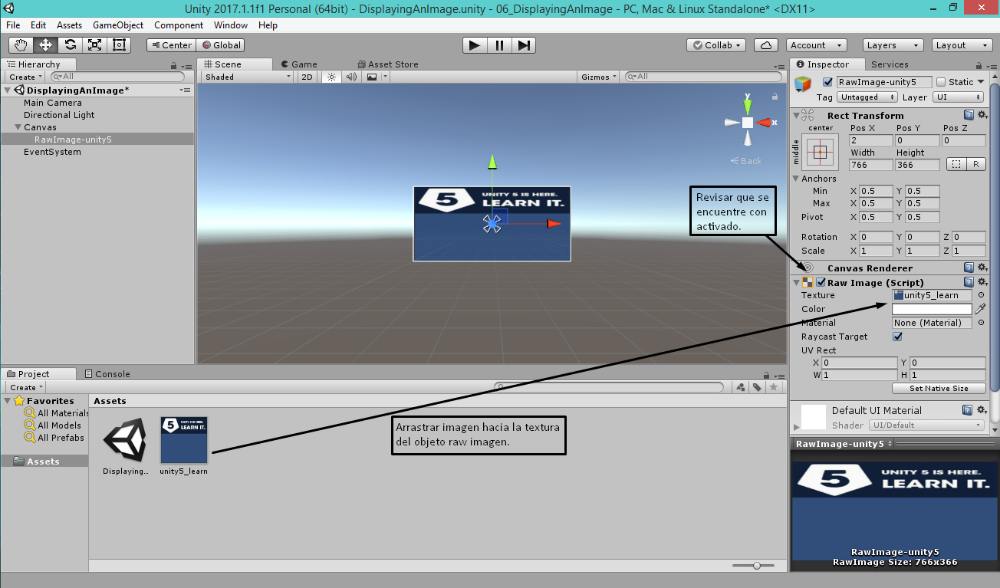 Unity 2017.1.1f1 Personal (64bit) - DisplayingAnImage.unity - 06_DisplayingAnImage - PC, Mac & Linux Standalone* <DX11>
File Edit Assets GameObject Component Window Help
Center Global Collab Account Layers Layout
Hierarchy
Create All
DisplayingAnImage*
Main Camera
Directional Light
Canvas
RawImage-unity5
EventSystem
Scene Game Asset Store
Shaded 2D Gizmos All
y
x
Back
UNITY 5 IS HERE.
5 LEARN IT.
Revisar que se
encuentre con
activado.
Inspector Services
RawImage-unity5 Static
Tag Untagged Layer UI
Rect Transform
center Pos X Pos Y Pos Z
middle 2 0 0
Width Height
766 366 R
Anchors
Min X 0.5 Y 0.5
Max X 0.5 Y 0.5
Pivot X 0.5 Y 0.5
Rotation X 0 Y 0 Z 0
Scale X 1 Y 1 Z 1
Canvas Renderer
Raw Image (Script)
Texture unity5_learn
Color
Material None (Material)
Raycast Target
UV Rect
X 0 Y 0
W 1 H 1
Set Native Size
Default UI Material
Shader UI/Default
RawImage-unity5
UNITY 5 IS HERE.
5 LEARN IT.
RawImage-unity5
RawImage Size: 766x366
Project Console
Create
Favorites
All Materials
All Models
All Prefabs
Assets
Assets
UNITY 5 IS HERE.
5 LEARN IT.
Displaying... unity5_learn
Arrastrar imagen hacia la textura
del objeto raw imagen.